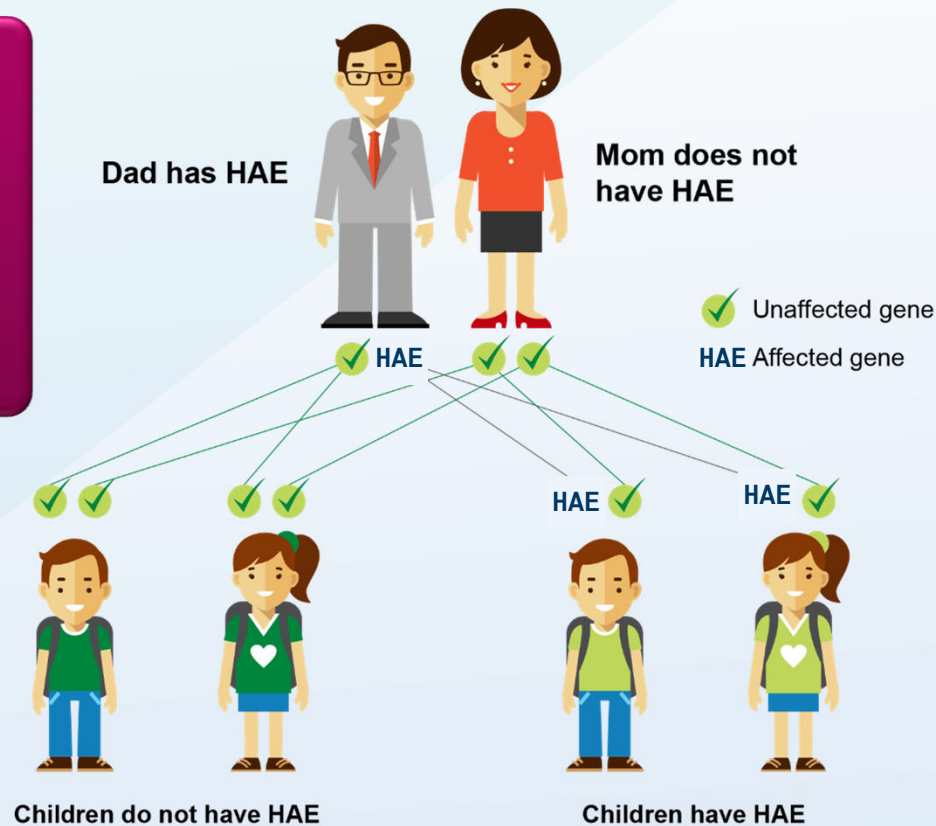 Dad has HAE
Mom does not
have HAE
Unaffected gene
HAE Affected gene
HAE
HAE
HAE
Children do not have HAE
Children have HAE